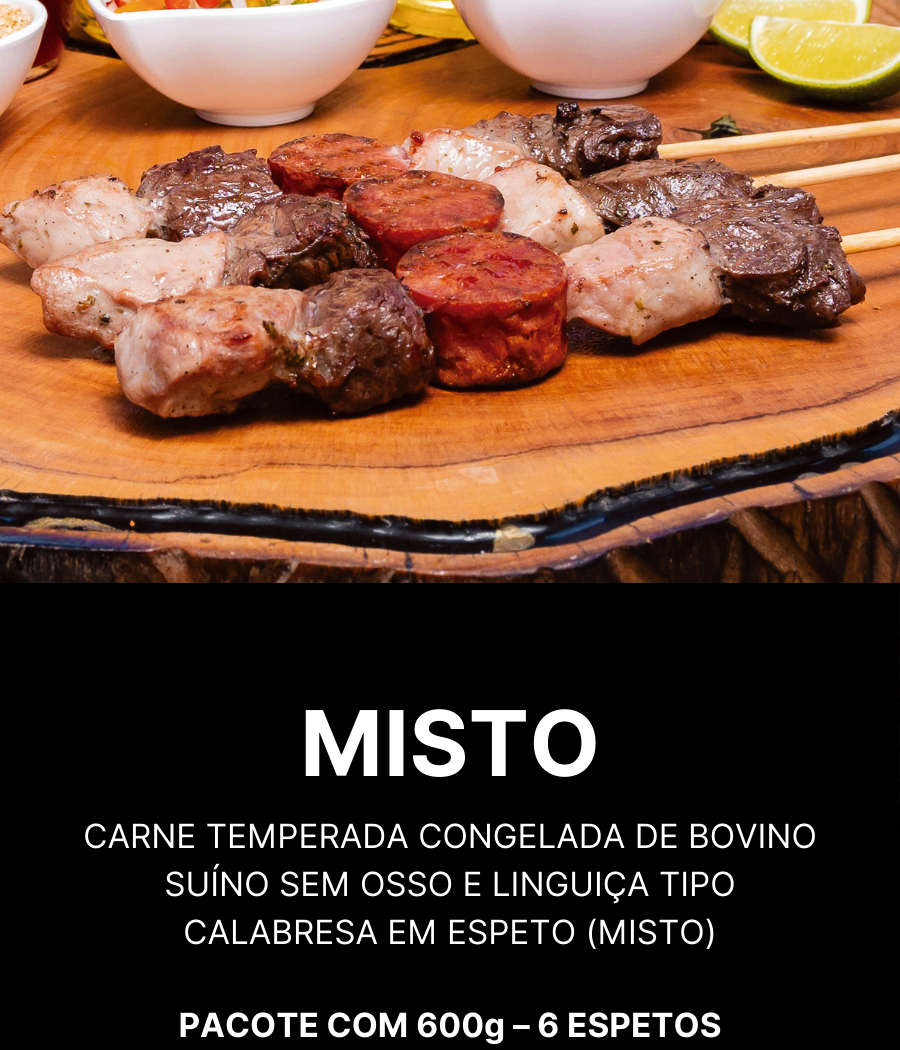 MISTO
CARNE TEMPERADA CONGELADA DE BOVINO
SUÍNO SEM OSSO E LINGUIÇA TIPO
CALABRESA EM ESPETO (MISTO)
PACOTE COM 600g – 6 ESPETOS